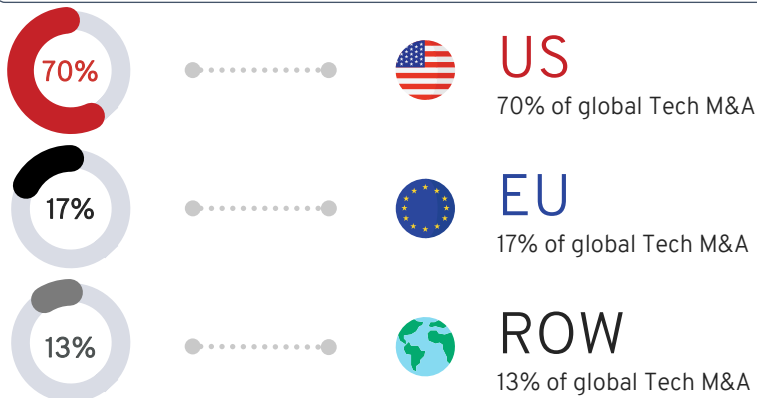 70%
US
70% of global Tech M&A
17%
EU
17% of global Tech M&A
13%
ROW
13% of global Tech M&A